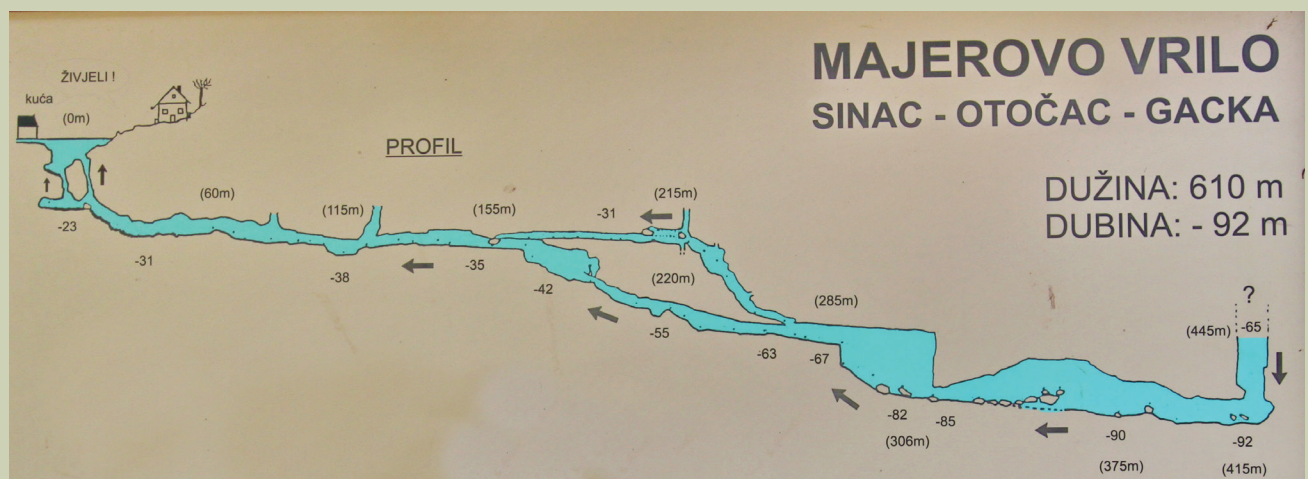 MAJEROVO VRILO
SINAC - OTOČAC - GACKA
DUŽINA: 610 m
DUBINA: - 92 m
ŽIVJELI !
kuća
(0m)
PROFIL
(60m)
(115m)
(155m)
-31
(215m)
-23
-31
-38
-35
-42
(220m)
-55
-63
-67
(285m)
?
(445m)
-65
-82
-85
(306m)
-90
(375m)
-92
(415m)